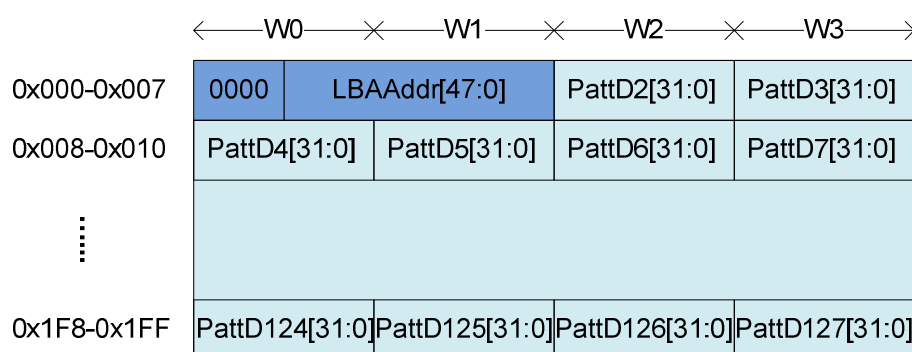 W0 W1 W2 W3
0x000-0x007 0000 LBAAddr[47:0] PattD2[31:0] PattD3[31:0]
0x008-0x010 PattD4[31:0] PattD5[31:0] PattD6[31:0] PattD7[31:0]
0x1F8-0x1FF PattD124[31:0] PattD125[31:0] PattD126[31:0] PattD127[31:0]